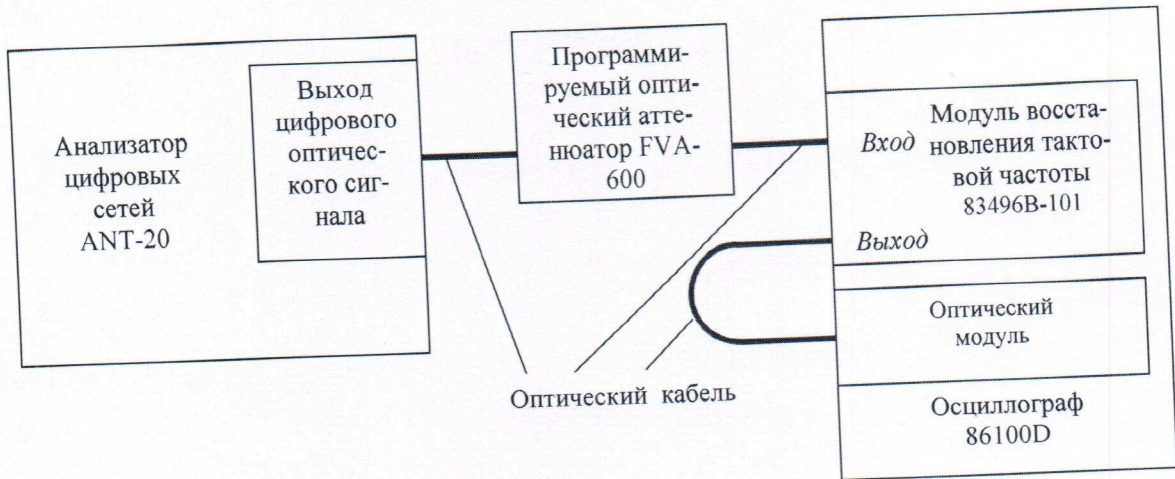 Анализатор
цифровых
сетей
ANT-20
Выход
цифрового
оптичес-
кого сиг-
нала
Программи-
руемый опти-
ческий атте-
нюатор FVA-
600
Вход
Модуль восста-
новления такто-
вой частоты
83496B-101
Выход
Оптический
модуль
Осциллограф
86100D
Оптический кабель